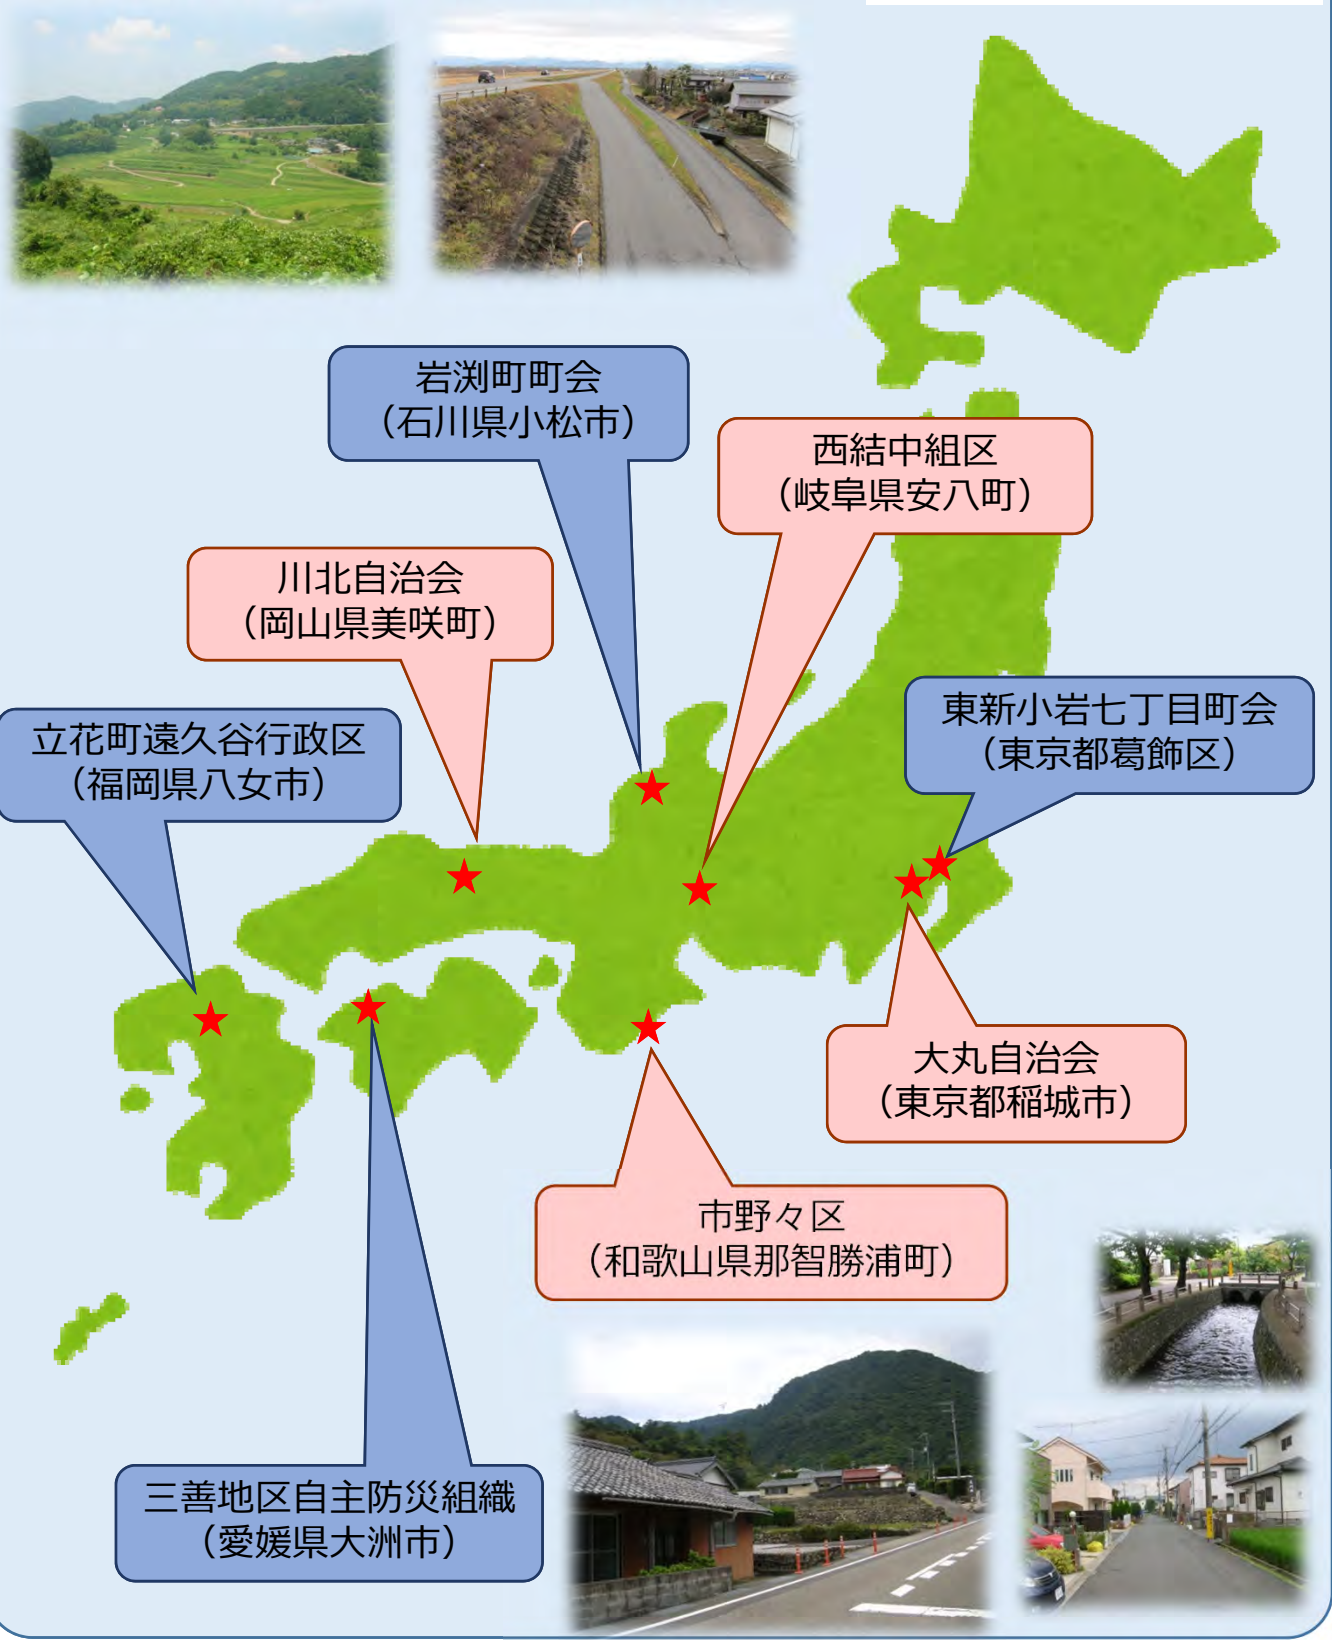 岩渕町町会
（石川県小松市）
西結中組区
（岐阜県安八町）
川北自治会
（岡山県美咲町）
東新小岩七丁目町会
（東京都葛飾区）
立花町遠久谷行政区
（福岡県八女市）
大丸自治会
（東京都稲城市）
市野々区
（和歌山県那智勝浦町）
三善地区自主防災組織
（愛媛県大洲市）